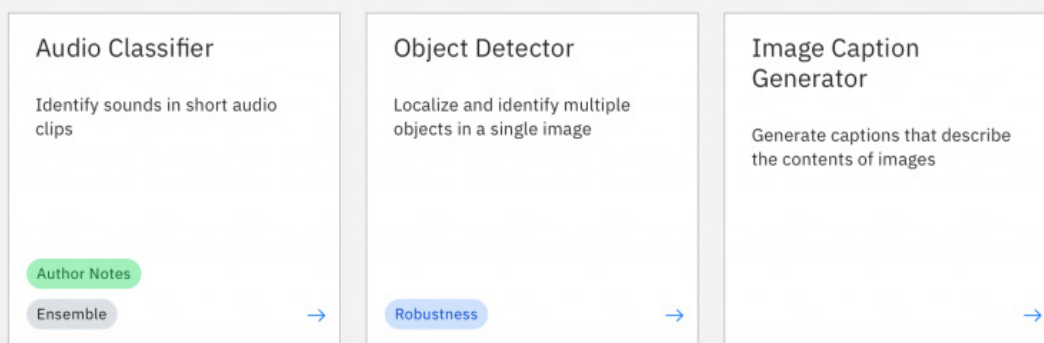 Audio Classifier
Identify sounds in short audio
clips
Author Notes
Ensemble
Object Detector
Localize and identify multiple
objects in a single image
Robustness
Image Caption
Generator
Generate captions that describe
the contents of images